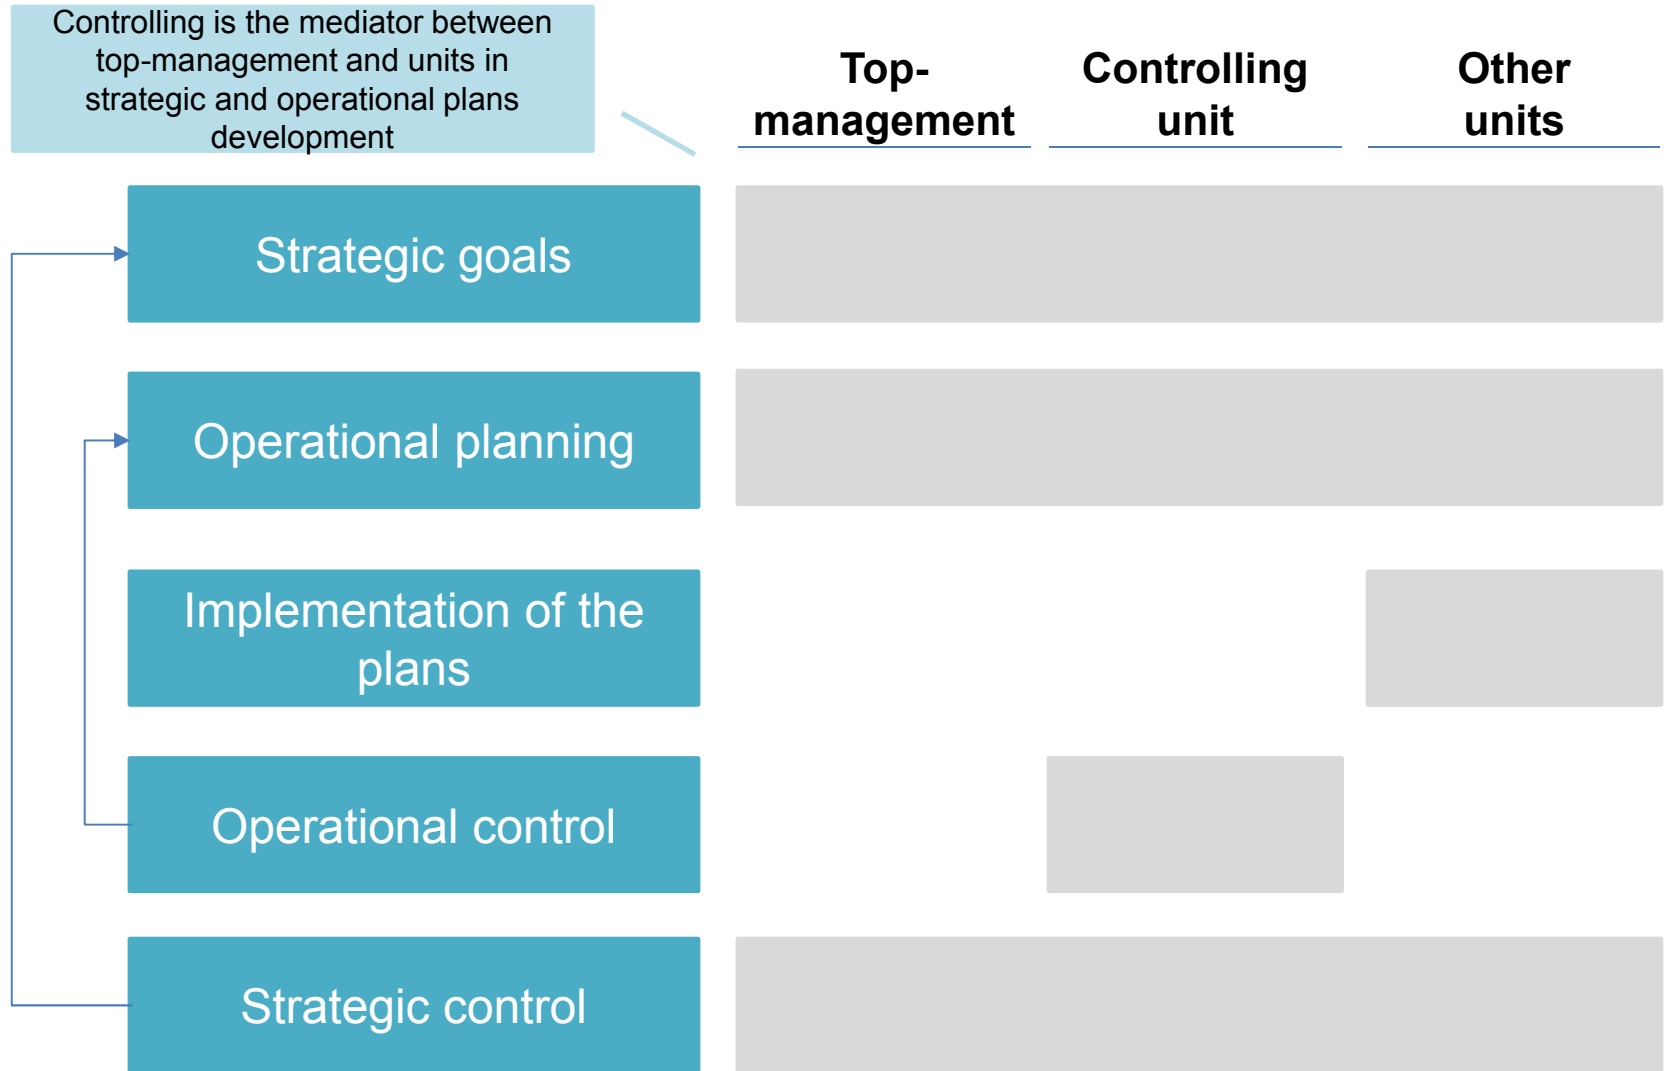 Controlling is the mediator between
top-management and units in
strategic and operational plans
development
Top-
management
Controlling
unit
Other
units
Strategic goals
Operational planning
Implementation of the
plans
Operational control
Strategic control